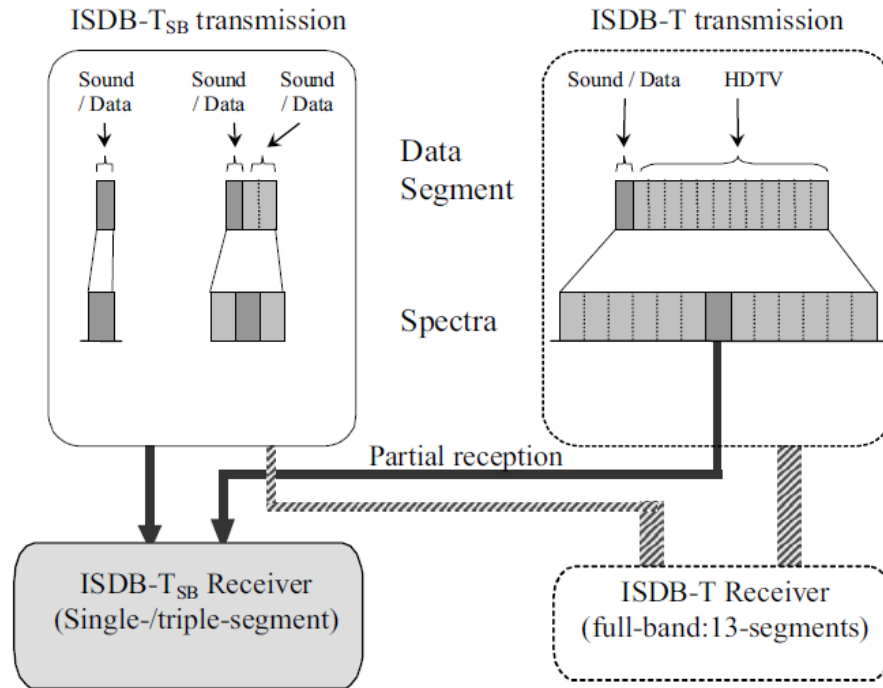 ISDB-TSB transmission
ISDB-T transmission
Sound
/ Data
Sound
/ Data
Sound
/ Data
Sound / Data
HDTV
Data
Segment
Spectra
Partial reception
ISDB-TSB Receiver
(Single-/triple-segment)
ISDB-T Receiver
(full-band:13-segments)